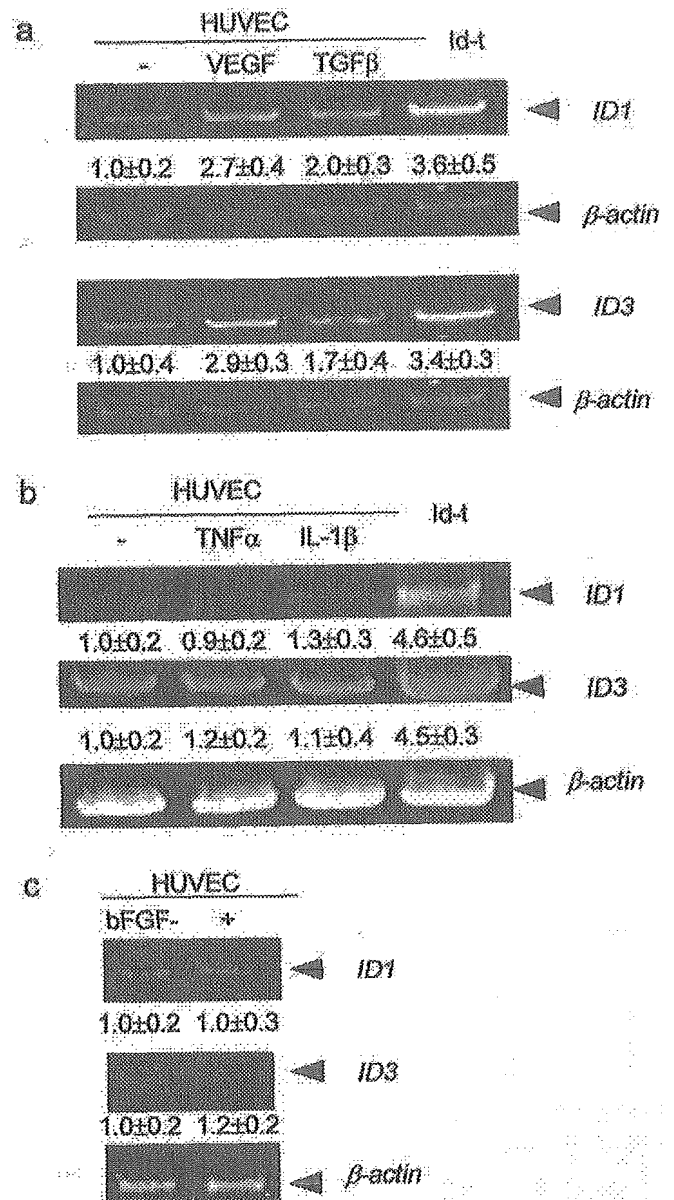 a
HUVEC
Id-t
- VEGF TGFβ
ID1
1.0±0.2 2.7±0.4 2.0±0.3 3.6±0.5
β-actin
ID3
1.0±0.4 2.9±0.3 1.7±0.4 3.4±0.3
β-actin
b
HUVEC
Id-t
- TNFα IL-1β
ID1
1.0±0.2 0.9±0.2 1.3±0.3 4.6±0.5
ID3
1.0±0.2 1.2±0.2 1.1±0.4 4.5±0.3
β-actin
c
HUVEC
bFGF- +
ID1
1.0±0.2 1.0±0.3
ID3
1.0±0.2 1.2±0.2
β-actin